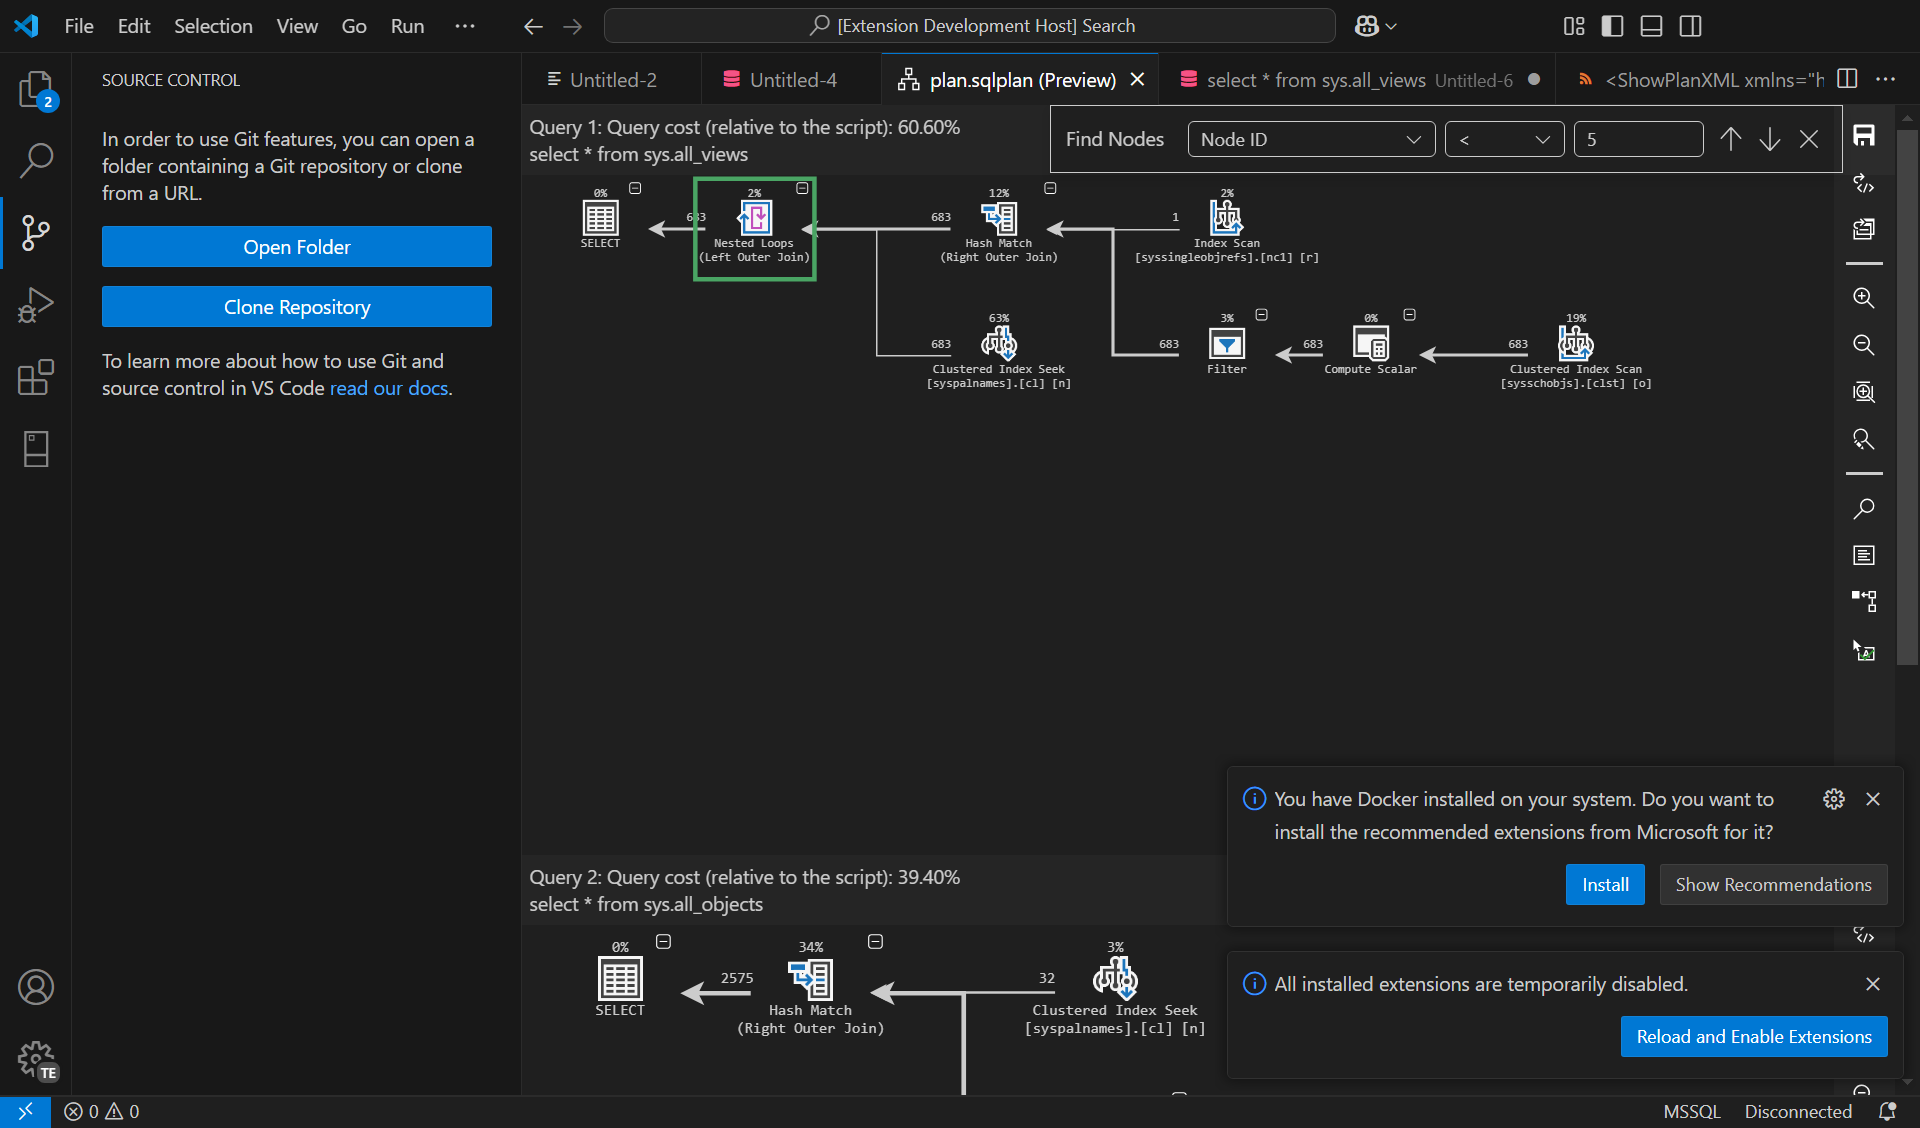 File Edit Selection View Go Run ···
[Extension Development Host] Search
SOURCE CONTROL
2
In order to use Git features, you can open a
folder containing a Git repository or clone
from a URL.
Open Folder
Clone Repository
To learn more about how to use Git and
source control in VS Code read our docs.
TE
Untitled-2
Untitled-4
plan.sqlplan (Preview)
select * from sys.all_views Untitled-6
<ShowPlanXML xmlns="h
Query 1: Query cost (relative to the script): 60.60%
select * from sys.all_views
Find Nodes
Node ID
<
5
0%
SELECT
683
2%
Nested Loops
(Left Outer Join)
683
12%
Hash Match
(Right Outer Join)
1
2%
Index Scan
[syssingleobjrefs].[nc1] [r]
683
63%
Clustered Index Seek
[syspalnames].[cl] [n]
683
3%
Filter
683
0%
Compute Scalar
683
19%
Clustered Index Scan
[sysschobjs].[clst] [o]
Query 2: Query cost (relative to the script): 39.40%
select * from sys.all_objects
0%
SELECT
2575
34%
Hash Match
(Right Outer Join)
32
3%
Clustered Index Seek
[syspalnames].[cl] [n]
You have Docker installed on your system. Do you want to
install the recommended extensions from Microsoft for it?
Install
Show Recommendations
All installed extensions are temporarily disabled.
Reload and Enable Extensions
0 0
MSSQL
Disconnected